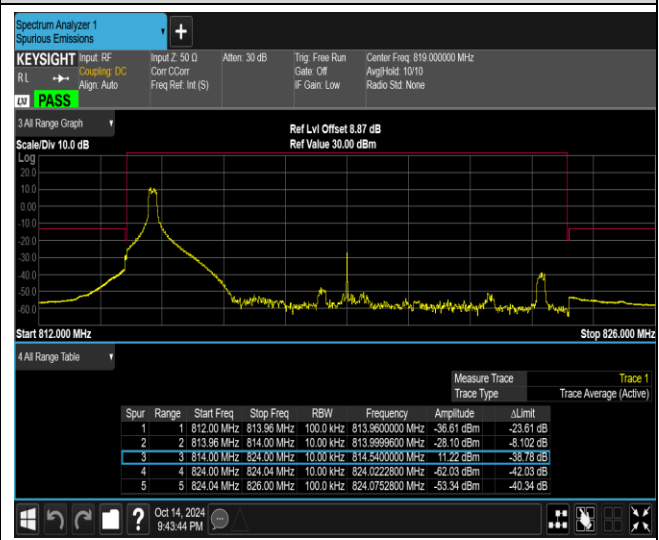 Spectrum Analyzer 1
Spurious Emissions
+
KEYSIGHT Input: RF Input Z: 50 Ω Atten: 30 dB Trig: Free Run Center Freq: 819.000000 MHz
RL Coupling: DC Corr CCorr Gate: Off Avg|Hold: 10/10
Align: Auto Freq Ref: Int (S) IF Gain: Low Radio Std: None
LW PASS
3 All Range Graph
Ref Lvl Offset 8.87 dB
Scale/Div 10.0 dB Ref Value 30.00 dBm
Log
20.0
10.0
0.00
-10.0
-20.0
-30.0
-40.0
-50.0
-60.0
Start 812.000 MHz Stop 826.000 MHz
4 All Range Table
Measure Trace Trace 1
Trace Type Trace Average (Active)
Spur Range Start Freq Stop Freq RBW Frequency Amplitude ΔLimit
1 1 812.00 MHz 813.96 MHz 100.0 kHz 813.9600000 MHz -36.61 dBm -23.61 dB
2 2 813.96 MHz 814.00 MHz 10.00 kHz 813.9999600 MHz -28.10 dBm -8.102 dB
3 3 814.00 MHz 824.00 MHz 10.00 kHz 814.5400000 MHz 11.22 dBm -38.78 dB
4 4 824.00 MHz 824.04 MHz 10.00 kHz 824.0222800 MHz -62.03 dBm -42.03 dB
5 5 824.04 MHz 826.00 MHz 100.0 kHz 824.0752800 MHz -53.34 dBm -40.34 dB
? Oct 14, 2024
9:43:44 PM